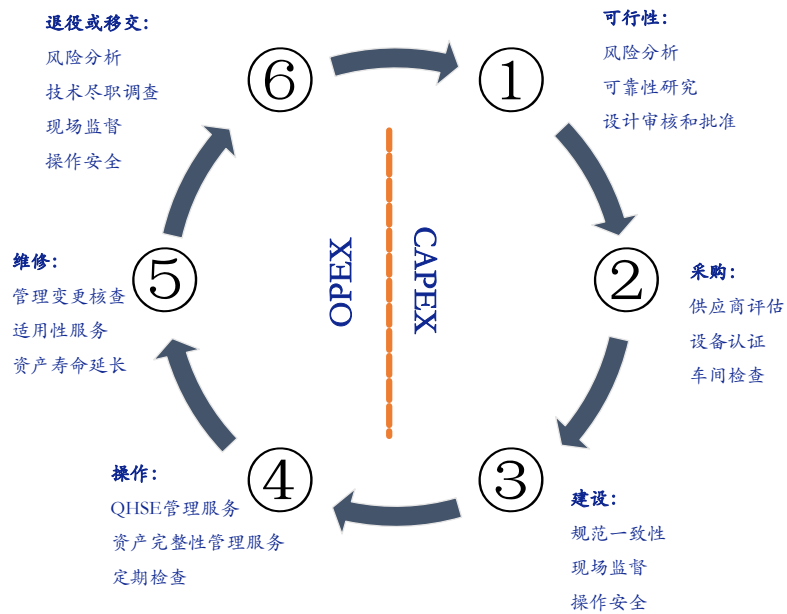 退役或移交：
风险分析
技术尽职调查
现场监督
操作安全
⑥
①
可行性：
风险分析
可靠性研究
设计审核和批准
维修：
管理变更核查
适用性服务
资产寿命延长
⑤
OPEX
CAPEX
②
采购：
供应商评估
设备认证
车间检查
操作：
QHSE管理服务
资产完整性管理服务
定期检查
④
③
建设：
规范一致性
现场监督
操作安全